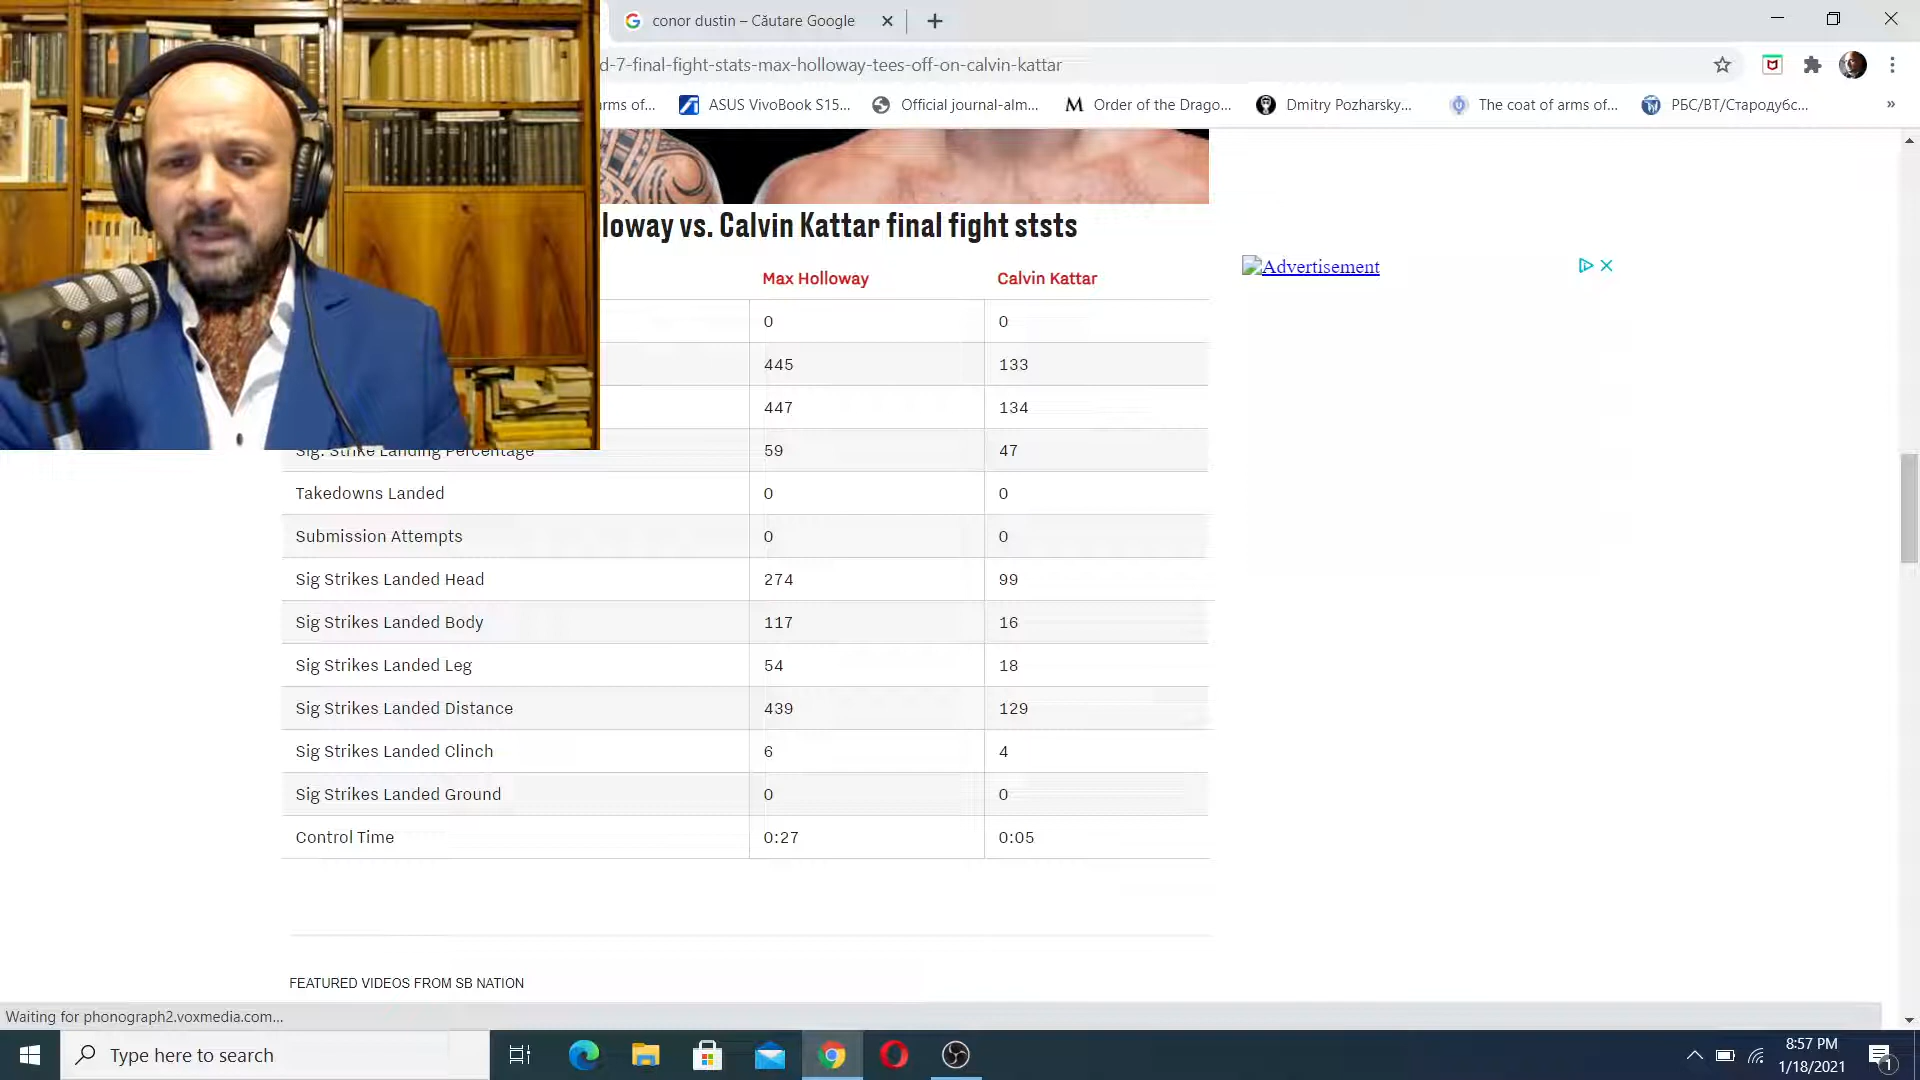 conor dustin – Căutare Google
d-7-final-fight-stats-max-holloway-tees-off-on-calvin-kattar
arms of... ASUS VivoBook S15... Official journal-alm... Order of the Drago... Dmitry Pozharsky... The coat of arms of... РБС/ВТ/Стародубс... »
loway vs. Calvin Kattar final fight ststs
Advertisement
Max Holloway Calvin Kattar
0 0
445 133
447 134
Sig. Strike Landing Percentage 59 47
Takedowns Landed 0 0
Submission Attempts 0 0
Sig Strikes Landed Head 274 99
Sig Strikes Landed Body 117 16
Sig Strikes Landed Leg 54 18
Sig Strikes Landed Distance 439 129
Sig Strikes Landed Clinch 6 4
Sig Strikes Landed Ground 0 0
Control Time 0:27 0:05
FEATURED VIDEOS FROM SB NATION
Waiting for phonograph2.voxmedia.com...
Type here to search
8:57 PM
1/18/2021
1